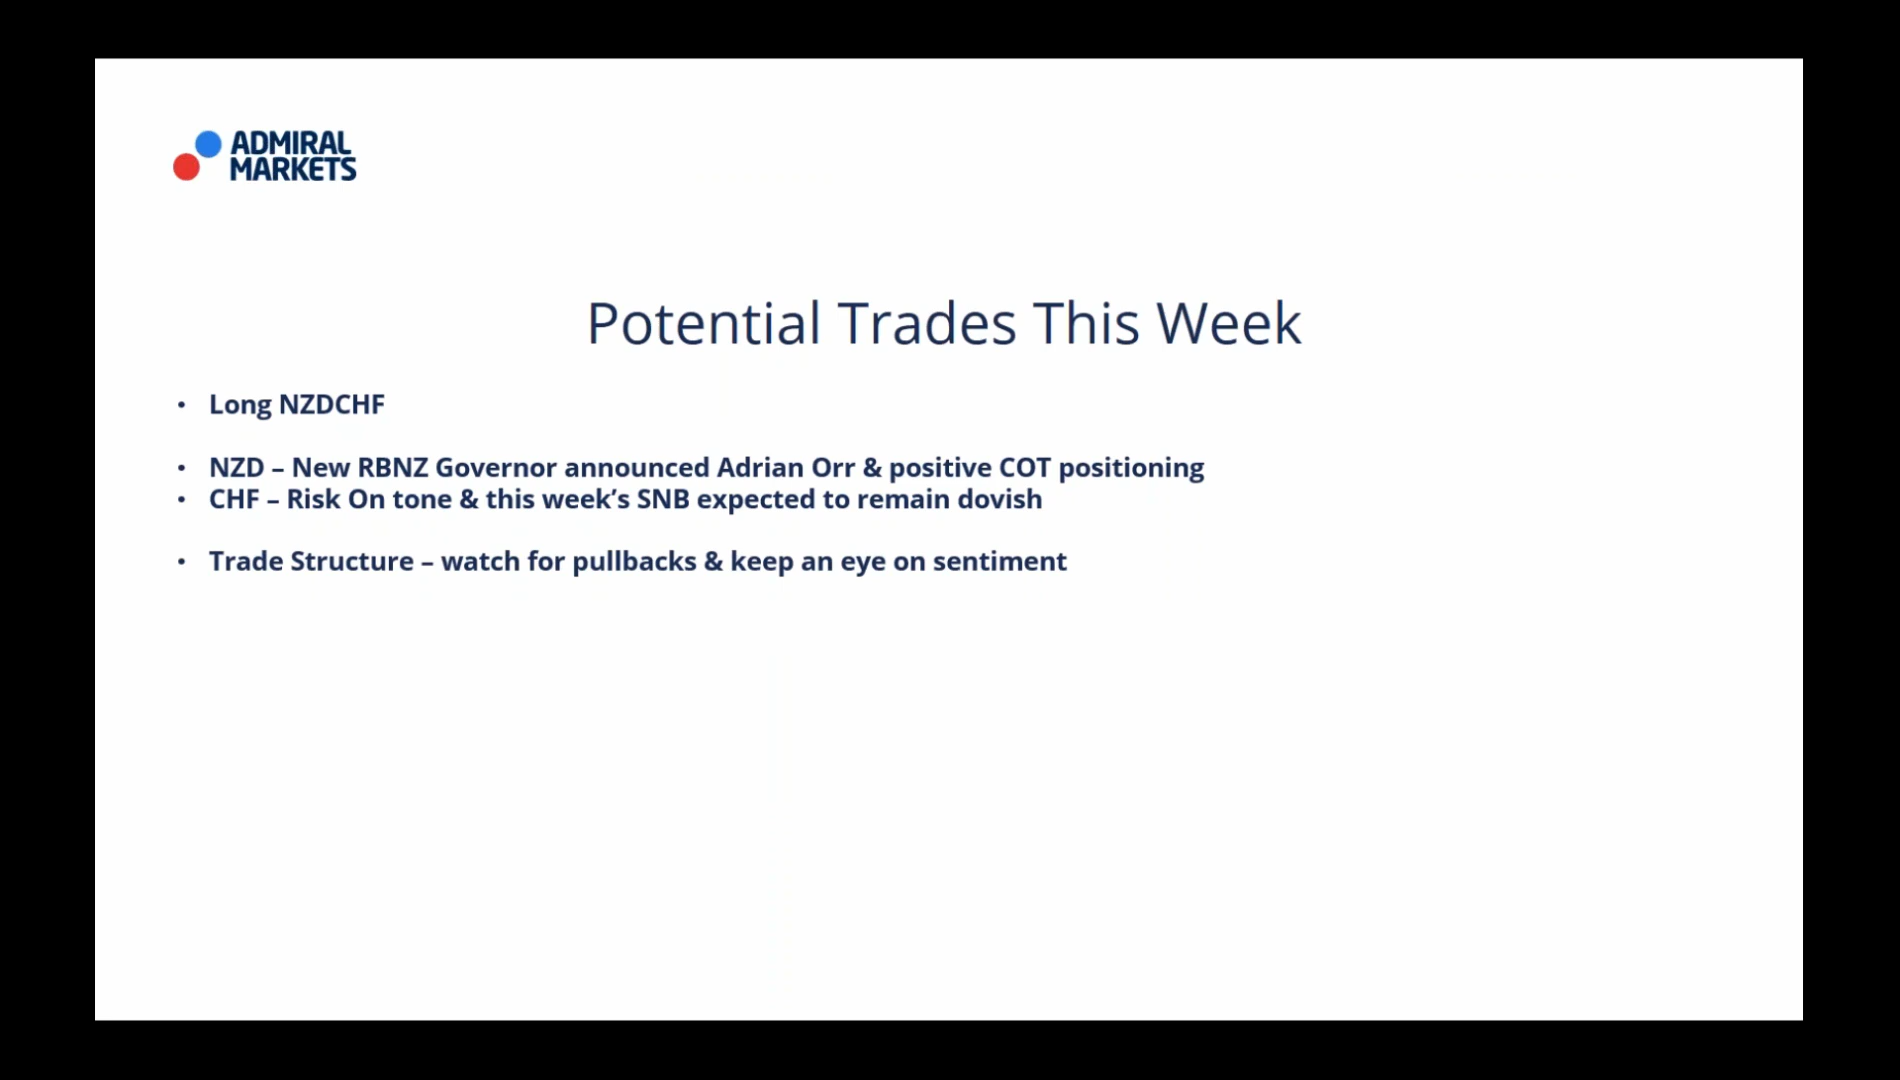 ADMIRAL
MARKETS
Potential Trades This Week
• Long NZDCHF
• NZD – New RBNZ Governor announced Adrian Orr & positive COT positioning
• CHF – Risk On tone & this week’s SNB expected to remain dovish
• Trade Structure – watch for pullbacks & keep an eye on sentiment